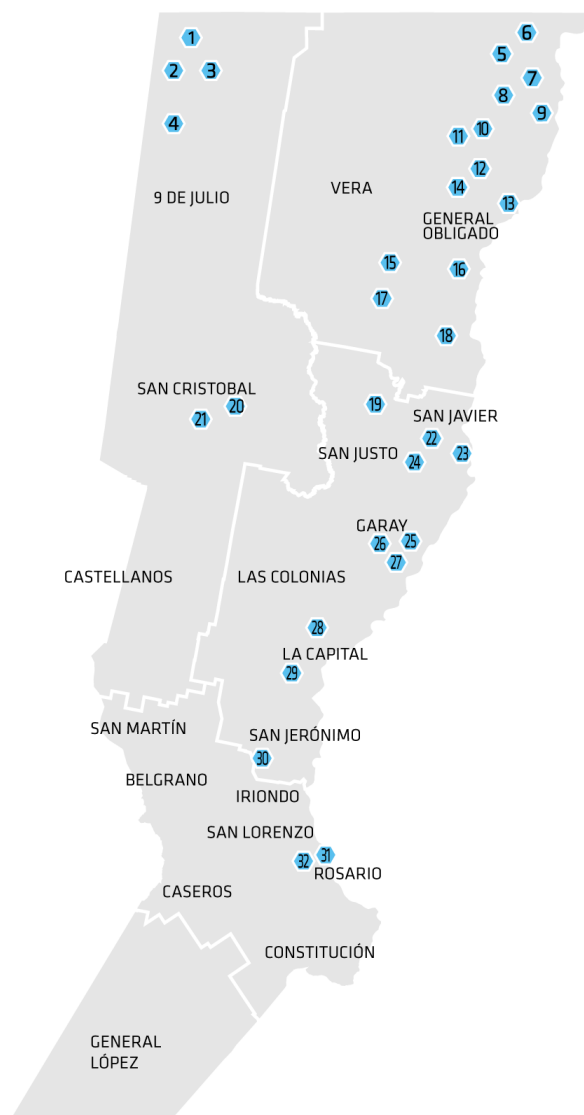 6
1
5
2
3
7
8
9
4
10
11
12
14
VERA
9 DE JULIO
13
GENERAL
OBLIGADO
15
16
17
18
SAN CRISTOBAL
19
20
SAN JAVIER
21
22
SAN JUSTO
23
24
GARAY
25
26
27
CASTELLANOS
LAS COLONIAS
28
LA CAPITAL
29
SAN MARTÍN
SAN JERÓNIMO
30
BELGRANO
IRIONDO
SAN LORENZO
31
32
ROSARIO
CASEROS
CONSTITUCIÓN
GENERAL
LÓPEZ